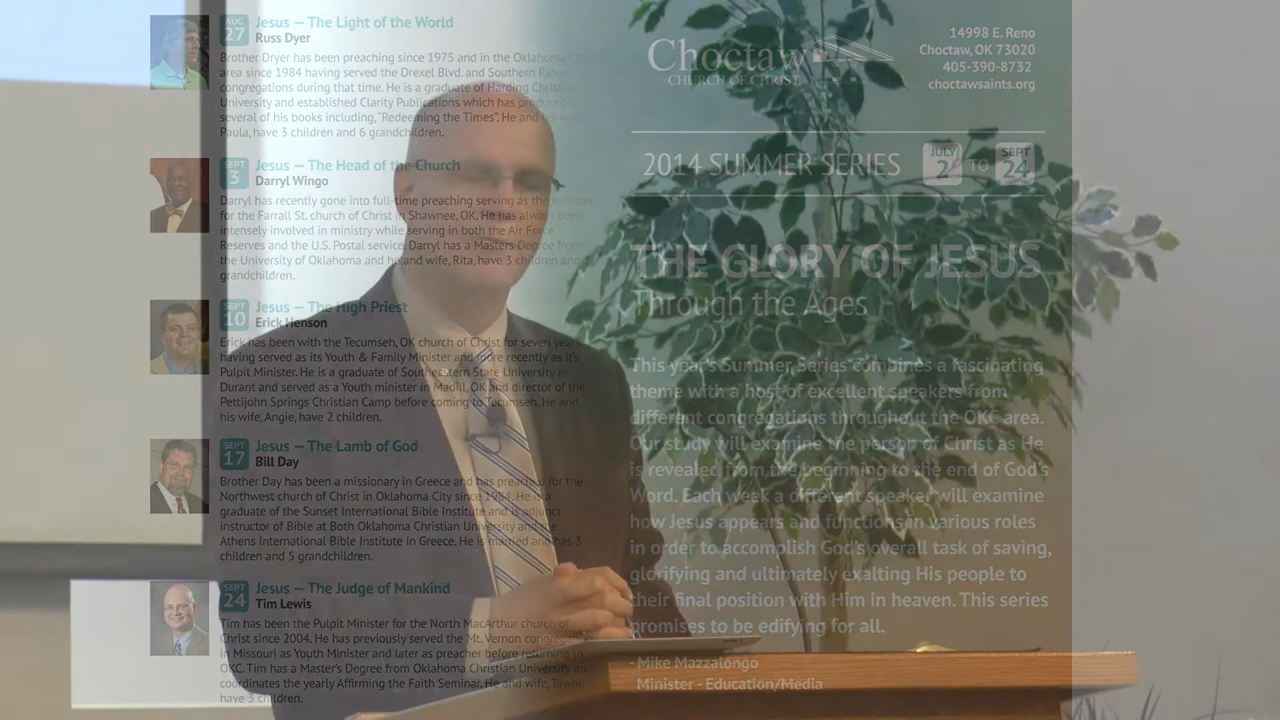 AUG
27
Jesus — The Light of the World
Russ Dyer
Brother Dryer has been preaching since 1975 and in the Oklahoma City
area since 1984 having served the Drexel Blvd. and Southern Ridge
congregations during that time. He is a graduate of Harding Christian
University and established Clarity Publications which has produced
several of his books including, “Redeeming the Times”. He and his wife
Paula, have 3 children and 6 grandchildren.
SEPT
3
Jesus — The Head of the Church
Darryl Wingo
Darryl has recently gone into full-time preaching serving as the minister
for the Farrall St. church of Christ in Shawnee, OK. He has always been
intensely involved in ministry while serving in both the Air Force
Reserves and the U.S. Postal service. Darryl has a Masters Degree from
the University of Oklahoma and he and wife, Rita, have 3 children and
grandchildren.
SEPT
10
Jesus — The High Priest
Erick Henson
Erick has been with the Tecumseh, OK church of Christ for seven years
having served as its Youth & Family Minister and more recently as it’s
Pulpit Minister. He is a graduate of Southeastern State University in
Durant and served as a Youth minister in Madill, OK and director of the
Pettijohn Springs Christian Camp before coming to Tecumseh. He and
his wife, Angie, have 2 children.
SEPT
17
Jesus — The Lamb of God
Bill Day
Brother Day has been a missionary in Greece and has preached for the
Northwest church of Christ in Oklahoma City since 1984. He is a
graduate of the Sunset International Bible Institute and is adjunct
instructor of Bible at Both Oklahoma Christian University and the
Athens International Bible Institute in Greece. He is married and has 3
children and 5 grandchildren.
SEPT
24
Jesus — The Judge of Mankind
Tim Lewis
Tim has been the Pulpit Minister for the North MacArthur church of
Christ since 2004. He has previously served the Mt. Vernon congregation
in Missouri as Youth Minister and later as preacher before returning to
OKC. Tim has a Master’s Degree from Oklahoma Christian University and
coordinates the yearly Affirming the Faith Seminar. He and wife, Tawni,
have 3 children.
Choctaw
CHURCH OF CHRIST
14998 E. Reno
Choctaw, OK 73020
405-390-8732
choctawsaints.org
2014 SUMMER SERIES
JULY
2
TO
SEPT
24
THE GLORY OF JESUS
Through the Ages
This year’s Summer Series combines a fascinating
theme with a host of excellent speakers from
different congregations throughout the OKC area.
Our study will examine the person of Christ as He
is revealed from the beginning to the end of God’s
Word. Each week a different speaker will examine
how Jesus appears and functions in various roles
in order to accomplish God’s overall task of saving,
glorifying and ultimately exalting His people to
their final position with Him in heaven. This series
promises to be edifying for all.
- Mike Mazzalongo
Minister - Education/Media